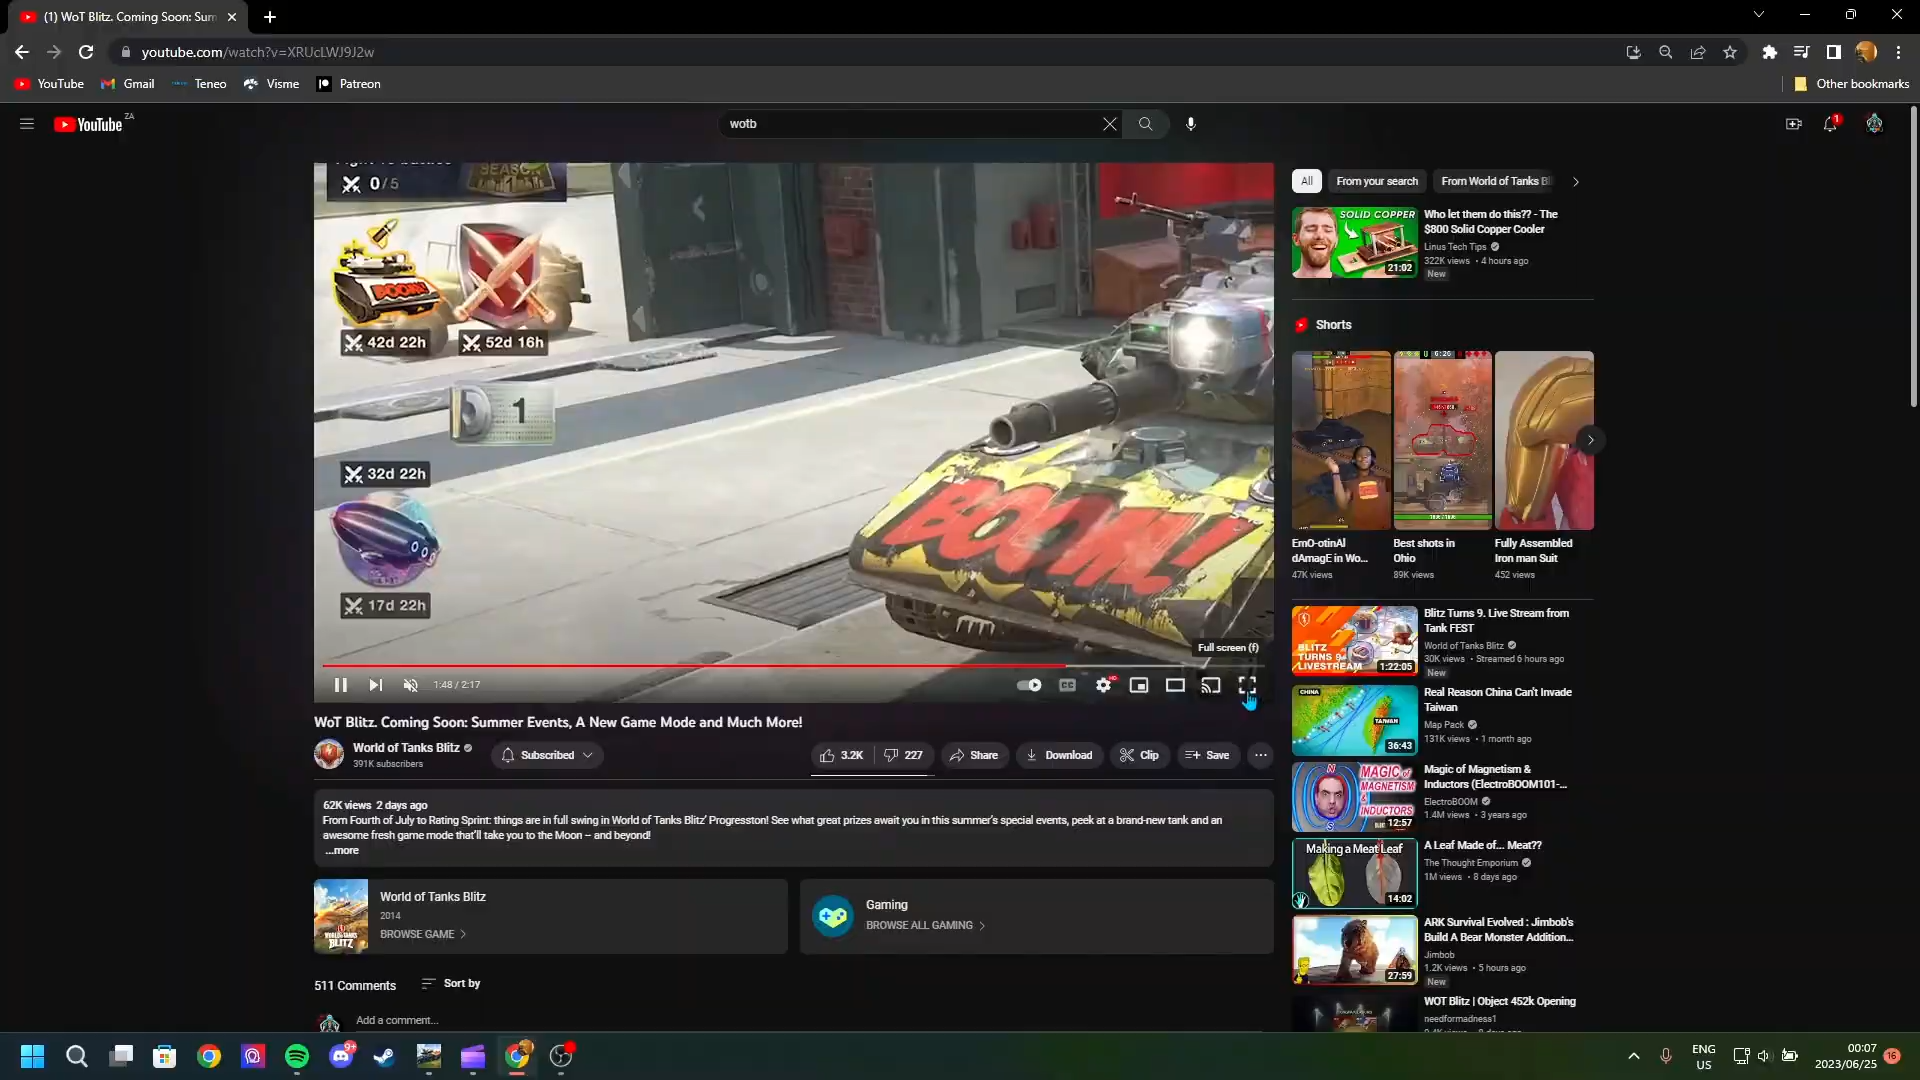 (1) WoT Blitz. Coming Soon: Sum
youtube.com/watch?v=XRUcLWJ9J2w
YouTube
Gmail
Teneo
Visme
Patreon
Other bookmarks
YouTube ZA
wotb
1
SEASON
0/5
BOOM!
42d 22h
52d 16h
1
32d 22h
17d 22h
BOOM!
Full screen (f)
1:48 / 2:17
CC
HD
WoT Blitz. Coming Soon: Summer Events, A New Game Mode and Much More!
World of Tanks Blitz
391K subscribers
Subscribed
3.2K
227
Share
Download
Clip
Save
62K views 2 days ago
From Fourth of July to Rating Sprint: things are in full swing in World of Tanks Blitz' Progresston! See what great prizes await you in this summer's special events, peek at a brand-new tank and an
awesome fresh game mode that'll take you to the Moon – and beyond!
...more
World of Tanks Blitz
2014
BROWSE GAME
WORLD OF TANKS
BLITZ
Gaming
BROWSE ALL GAMING
511 Comments
Sort by
Add a comment...
All
From your search
From World of Tanks Bl
SOLID COPPER
21:02
Who let them do this?? - The
$800 Solid Copper Cooler
Linus Tech Tips
322K views • 4 hours ago
New
Shorts
6:26
EmO-otinAl
dAmagE in Wo...
47K views
Best shots in
Ohio
89K views
Fully Assembled
Iron man Suit
452 views
BLITZ
TURNS 9
LIVESTREAM
1:22:05
Blitz Turns 9. Live Stream from
Tank FEST
World of Tanks Blitz
30K views • Streamed 6 hours ago
New
CHINA
TAIWAN
36:43
Real Reason China Can't Invade
Taiwan
Map Pack
131K views • 1 month ago
N
MAGIC of
MAGNETISM
&
INDUCTORS
12:57
Magic of Magnetism &
Inductors (ElectroBOOM101-...
ElectroBOOM
1.4M views • 3 years ago
Making a Meat Leaf
14:02
A Leaf Made of... Meat??
The Thought Emporium
1M views • 8 days ago
27:59
ARK Survival Evolved : Jimbob's
Build A Bear Monster Addition...
Jimbob
1.2K views • 5 hours ago
New
WOT Blitz | Object 452k Opening
needformadness1
9+
ENG
US
00:07
2023/06/25
16